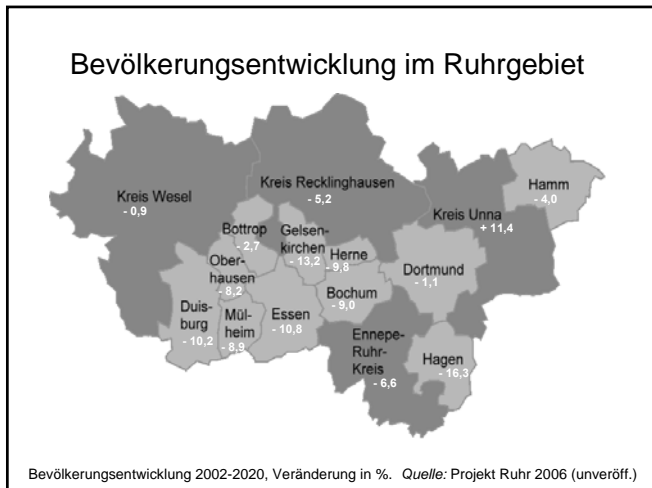 Bevölkerungsentwicklung im Ruhrgebiet
Kreis Wesel
- 0,9
Kreis Recklinghausen
- 5,2
Hamm
- 4,0
Kreis Unna
+ 11,4
Bottrop
- 2,7
Gelsen-
kirchen
- 13,2
Herne
- 9,8
Ober-
hausen
- 8,2
Dortmund
- 1,1
Bochum
- 9,0
Duis-
burg
- 10,2
Mül-
heim
- 8,9
Essen
- 10,8
Ennepe-
Ruhr-
Kreis
- 6,6
Hagen
- 16,3
Bevölkerungsentwicklung 2002-2020, Veränderung in %. Quelle: Projekt Ruhr 2006 (unveröff.)